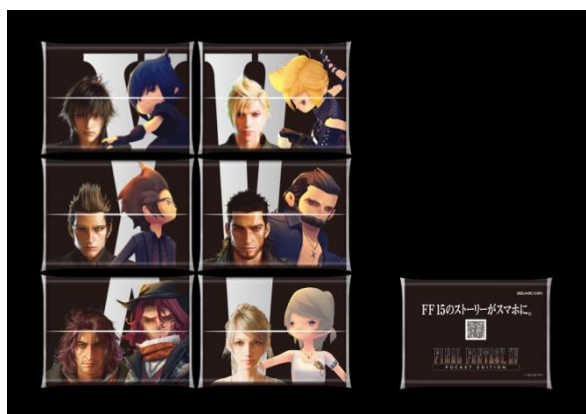 SQUARE ENIX
FF15のストーリーがスマホに。
FINAL FANTASY XV
POCKET EDITION